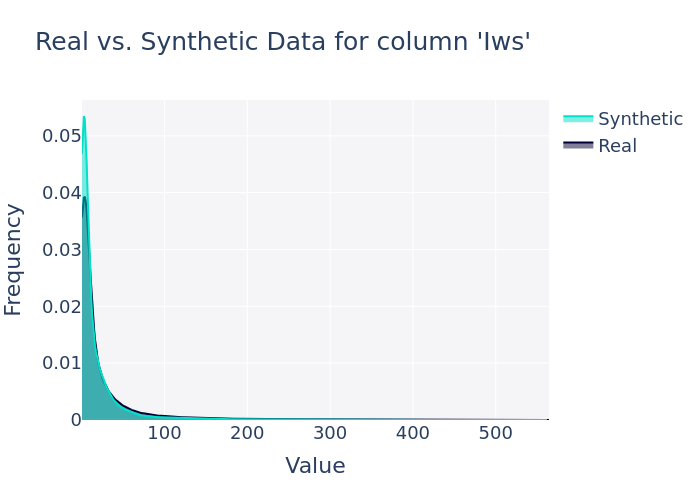 Real vs. Synthetic Data for column 'Iws'
Synthetic
Real
Frequency
0.05
0.04
0.03
0.02
0.01
0
100
200
300
400
500
Value